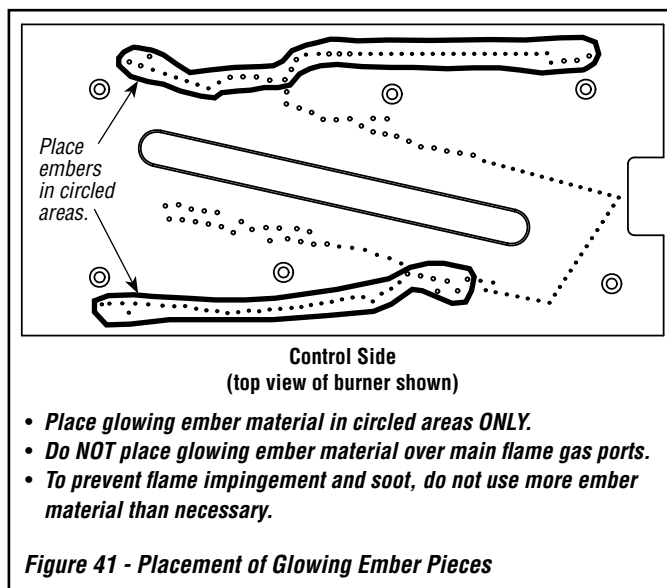 Place
embers
in circled
areas.
Control Side
(top view of burner shown)
• Place glowing ember material in circled areas ONLY.
• Do NOT place glowing ember material over main flame gas ports.
• To prevent flame impingement and soot, do not use more ember
material than necessary.
Figure 41 - Placement of Glowing Ember Pieces